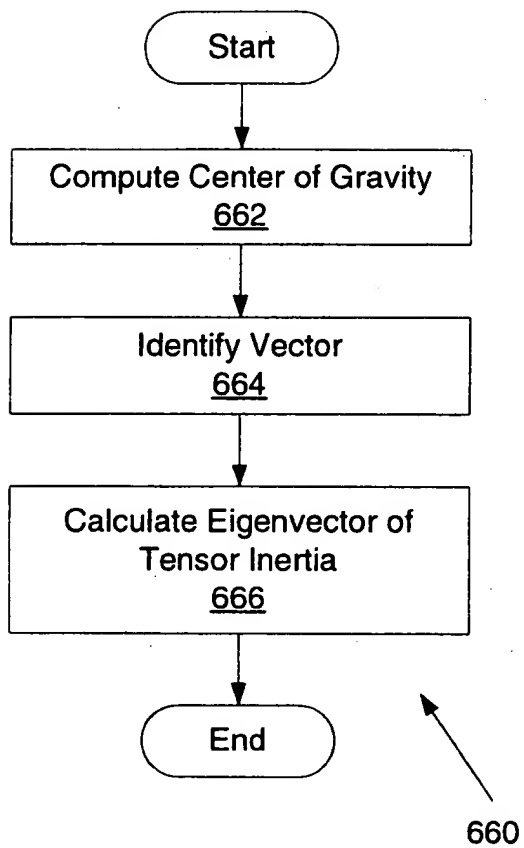 Start
Compute Center of Gravity
662
Identify Vector
664
Calculate Eigenvector of
Tensor Inertia
666
End
660